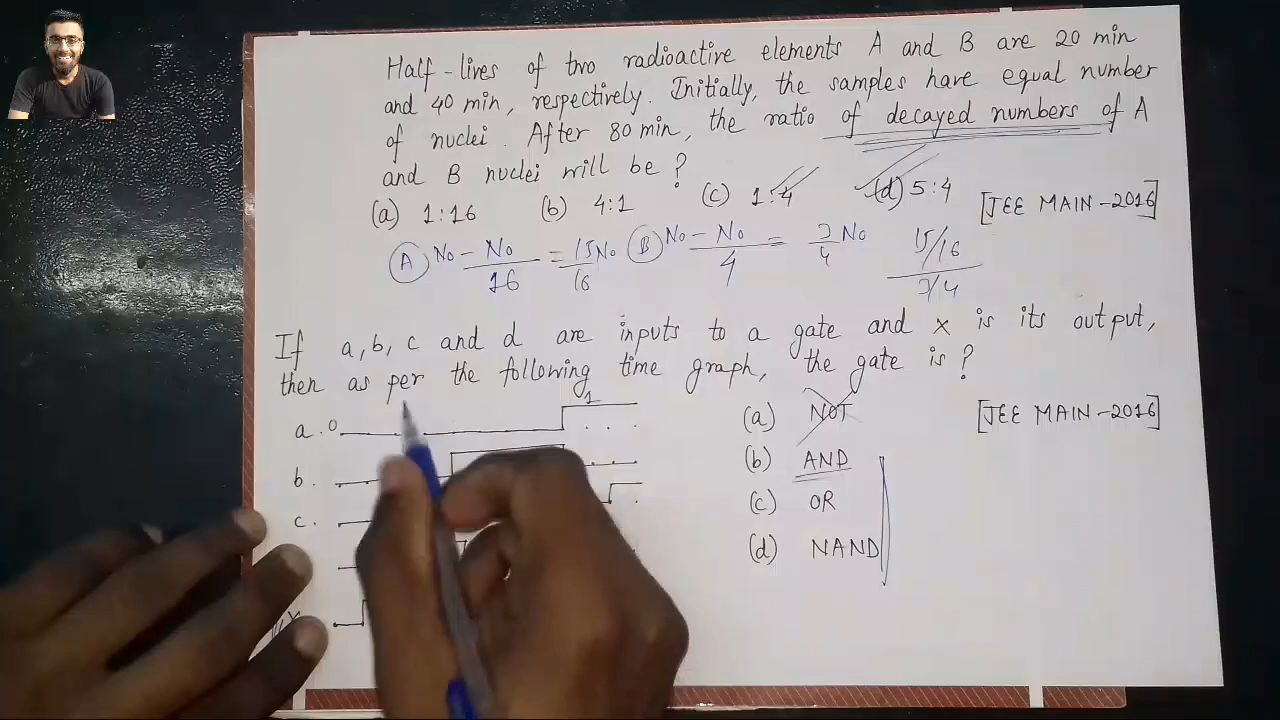 Half-lives of two radioactive elements A and B are 20 min
and 40 min, respectively. Initially, the samples have equal number
of nuclei. After 80 min, the ratio of decayed numbers of A
and B nuclei will be?
(a) 1:16 (b) 4:1 (c) 1:4 (d) 5:4 [JEE MAIN-2016]
(A) No - No/16 = 15No/16 (B) No - No/4 = 3/4 No 15/16 / 3/4
If a, b, c and d are inputs to a gate and x is its output,
then as per the following time graph, the gate is?
a. 0 1 (a) NOT [JEE MAIN-2016]
b. (b) AND
c. (c) OR
(d) NAND
x